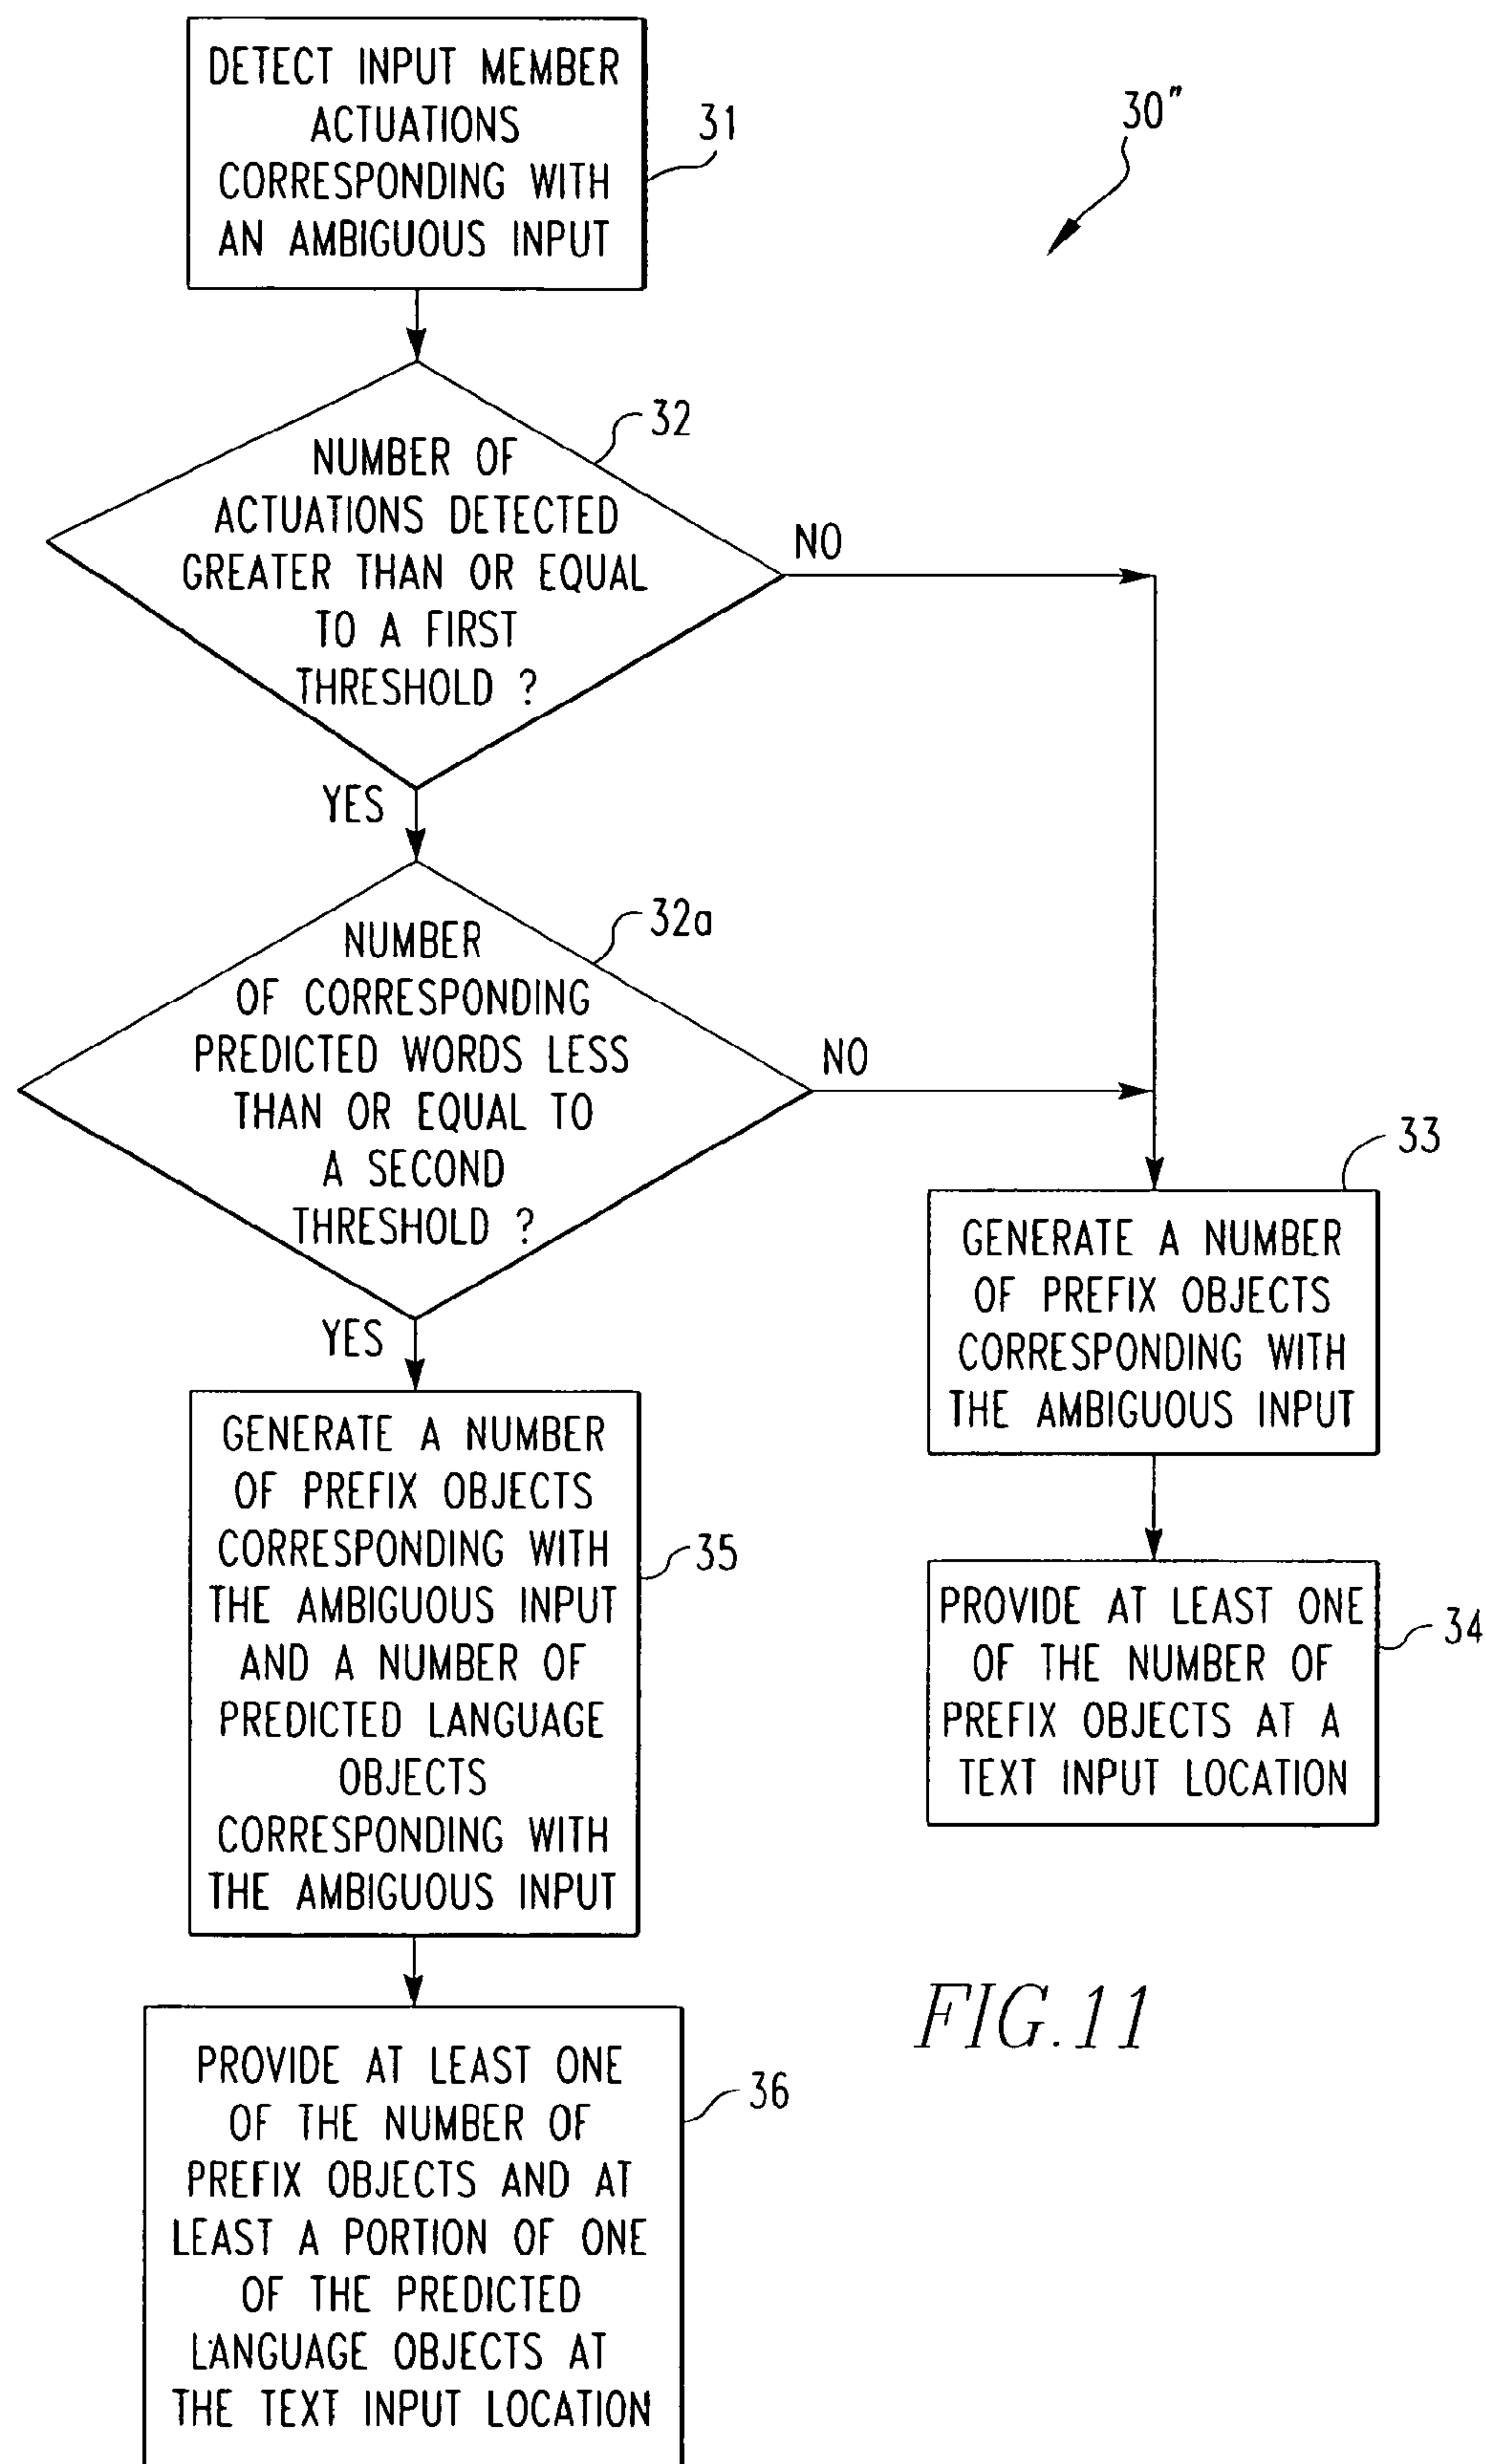 DETECT INPUT MEMBER
ACTUATIONS
CORRESPONDING WITH
AN AMBIGUOUS INPUT
31
30"
NUMBER OF
ACTUATIONS DETECTED
GREATER THAN OR EQUAL
TO A FIRST
THRESHOLD ?
32
NO
YES
NUMBER
OF CORRESPONDING
PREDICTED WORDS LESS
THAN OR EQUAL TO
A SECOND
THRESHOLD ?
32a
NO
YES
33
GENERATE A NUMBER
OF PREFIX OBJECTS
CORRESPONDING WITH
THE AMBIGUOUS INPUT
PROVIDE AT LEAST ONE
OF THE NUMBER OF
PREFIX OBJECTS AT A
TEXT INPUT LOCATION
34
GENERATE A NUMBER
OF PREFIX OBJECTS
CORRESPONDING WITH
THE AMBIGUOUS INPUT
AND A NUMBER OF
PREDICTED LANGUAGE
OBJECTS
CORRESPONDING WITH
THE AMBIGUOUS INPUT
35
PROVIDE AT LEAST ONE
OF THE NUMBER OF
PREFIX OBJECTS AND AT
LEAST A PORTION OF ONE
OF THE PREDICTED
LANGUAGE OBJECTS AT
THE TEXT INPUT LOCATION
36
FIG.11